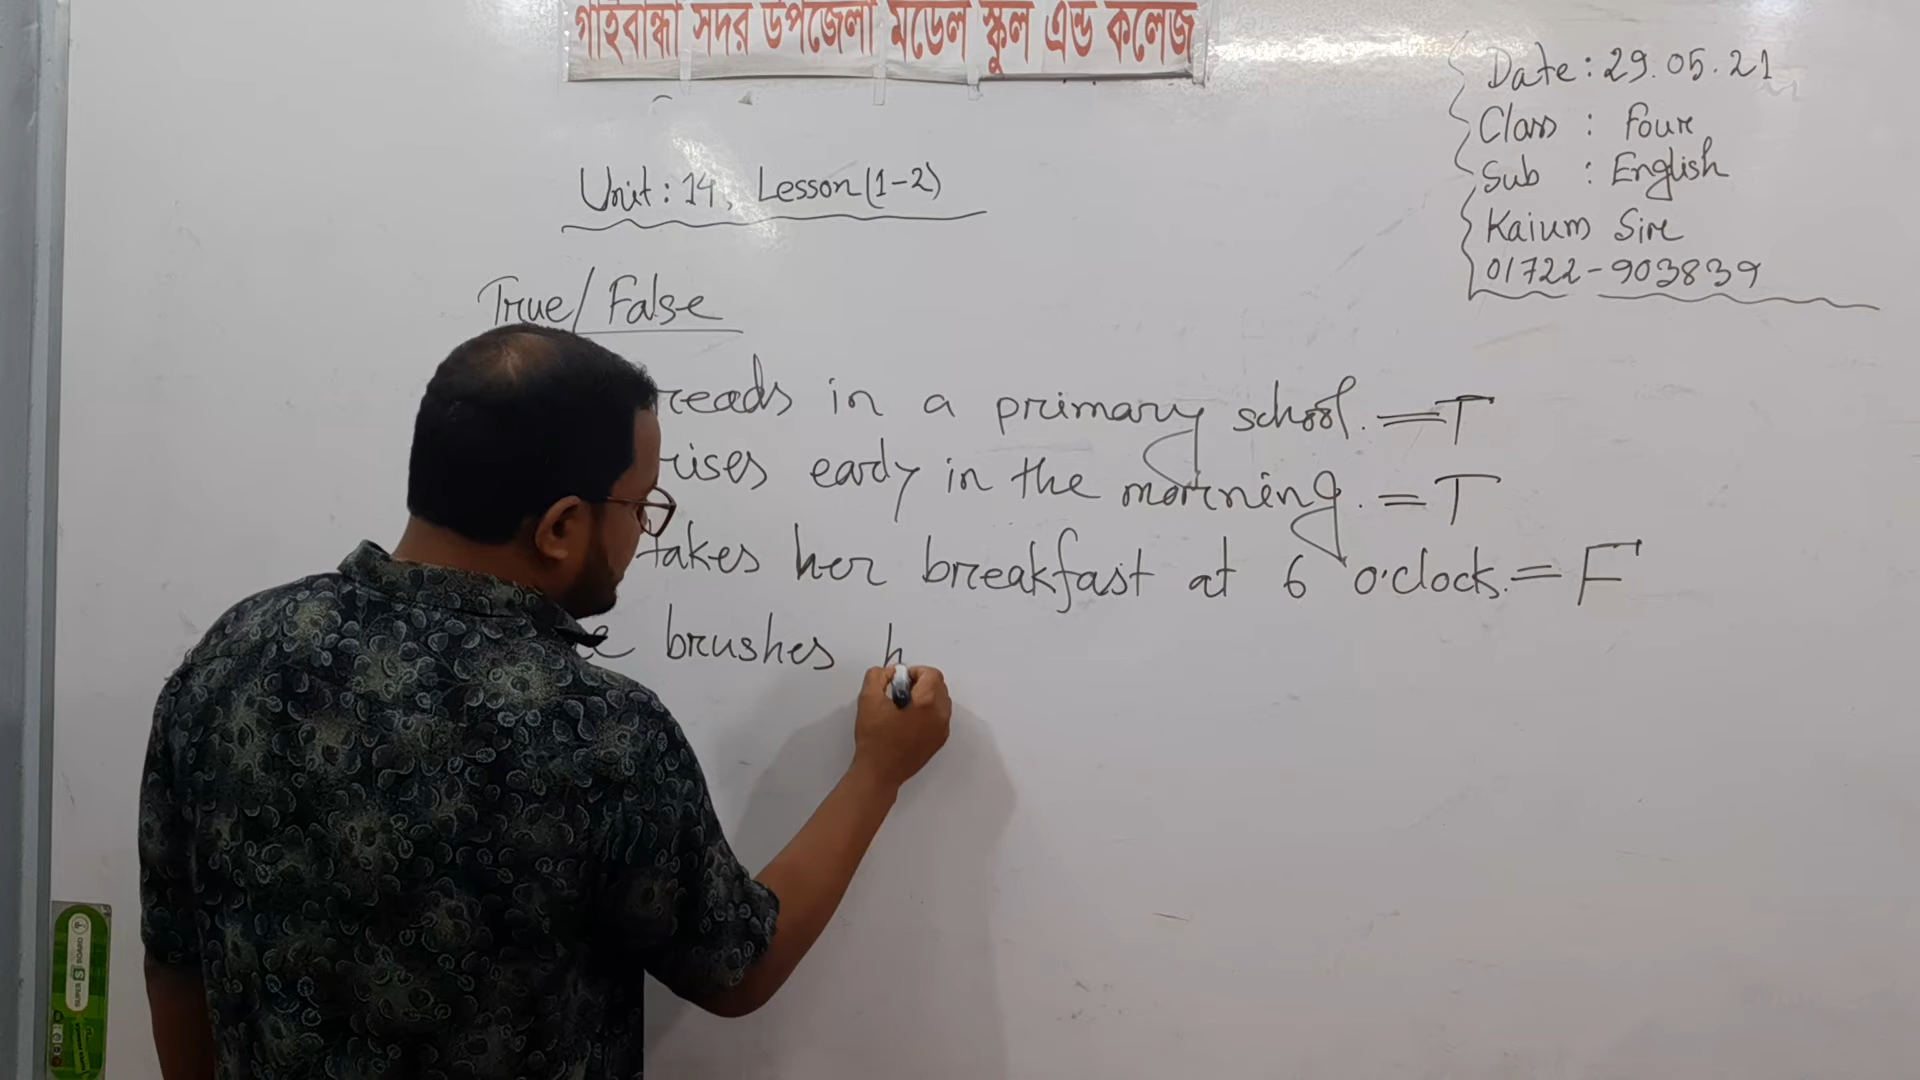 গাইবান্ধা সদর উপজেলা মডেল স্কুল এন্ড কলেজ
Date: 29.05.21
Class : Four
Sub : English
Kaium Sir
01722-903839
Unit: 14, Lesson (1-2)
True/False
reads in a primary school. = T
rises early in the morning. = T
takes her breakfast at 6 o'clock. = F
e brushes h
SUPER BOARD